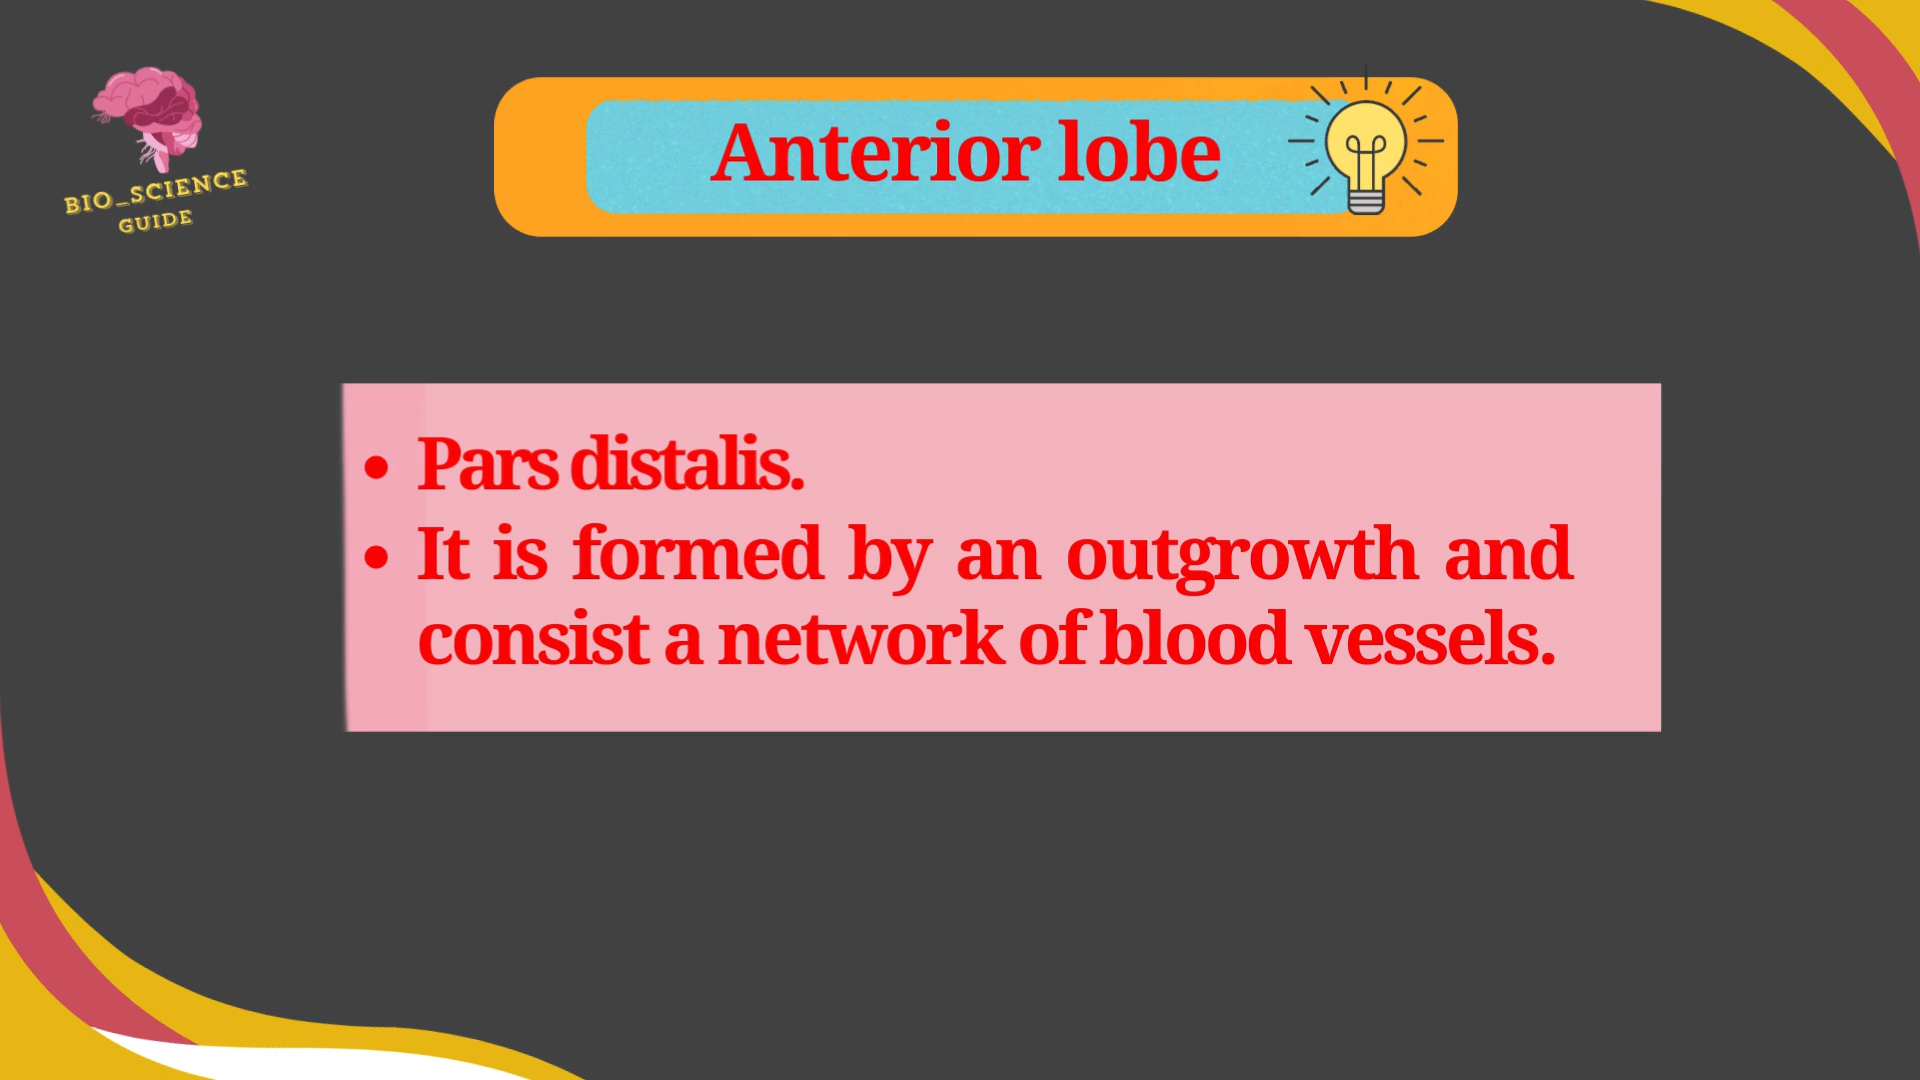 BIO_SCIENCE
GUIDE
Anterior lobe
• Pars distalis.
• It is formed by an outgrowth and
consist a network of blood vessels.